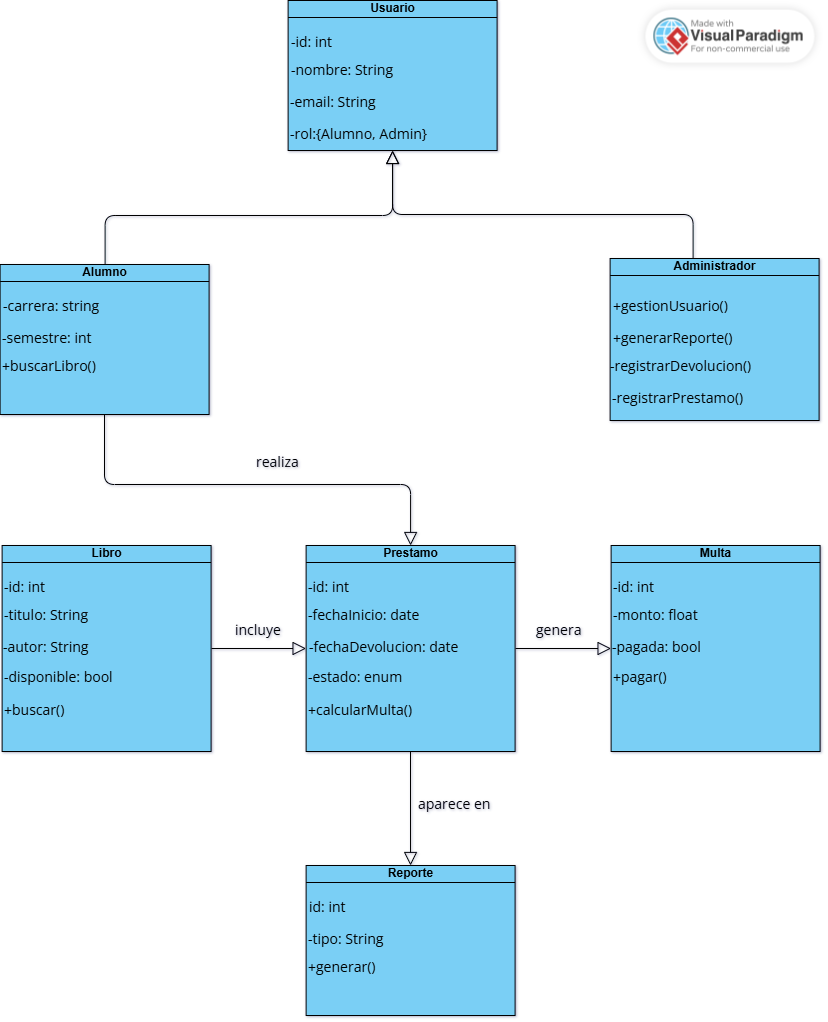 Usuario
-id: int
-nombre: String
-email: String
-rol:{Alumno, Admin}
Made with
VisualParadigm
For non-commercial use
Alumno
-carrera: string
-semestre: int
+buscarLibro()
Administrador
+gestionUsuario()
+generarReporte()
-registrarDevolucion()
-registrarPrestamo()
realiza
Libro
-id: int
-titulo: String
-autor: String
-disponible: bool
+buscar()
incluye
Prestamo
-id: int
-fechaInicio: date
-fechaDevolucion: date
-estado: enum
+calcularMulta()
genera
Multa
-id: int
-monto: float
-pagada: bool
+pagar()
aparece en
Reporte
id: int
-tipo: String
+generar()